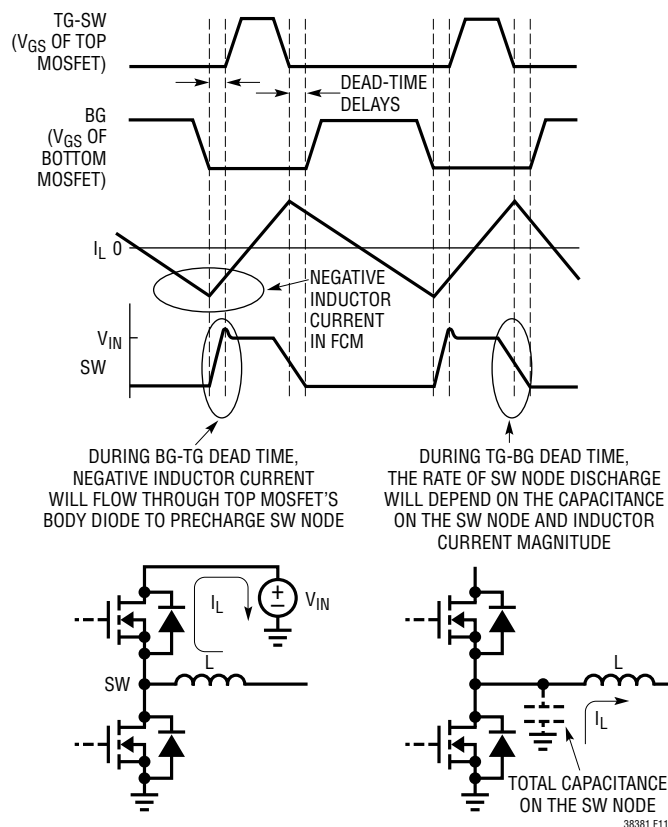 TG-SW
(VGS OF TOP
MOSFET)
DEAD-TIME
DELAYS
BG
(VGS OF
BOTTOM
MOSFET)
IL 0
NEGATIVE
INDUCTOR
CURRENT
IN FCM
VIN
SW
DURING BG-TG DEAD TIME,
NEGATIVE INDUCTOR CURRENT
WILL FLOW THROUGH TOP MOSFET'S
BODY DIODE TO PRECHARGE SW NODE
DURING TG-BG DEAD TIME,
THE RATE OF SW NODE DISCHARGE
WILL DEPEND ON THE CAPACITANCE
ON THE SW NODE AND INDUCTOR
CURRENT MAGNITUDE
IL
+
−
VIN
L
SW
L
IL
TOTAL CAPACITANCE
ON THE SW NODE
38381 F11